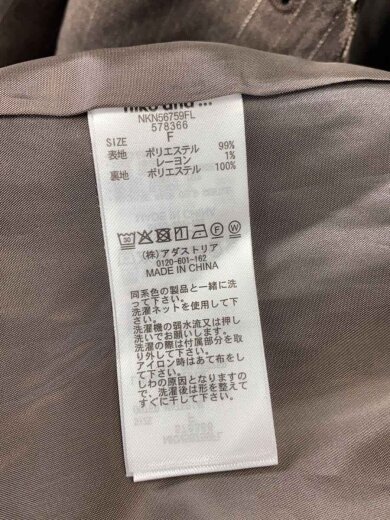 niko and ...
NKN56759FL
578366
SIZE F
表地 ポリエステル 99%
レーヨン 1%
裏地 ポリエステル 100%
(株)アダストリア
0120-601-162
MADE IN CHINA
同系色の製品と一緒に洗
って下さい。
洗濯ネットを使用して下
さい。
洗濯機の弱水流又は押し
洗いでお願いします。
洗濯の際は付属部分を取
り外して下さい。
アイロン時はあて布をし
て下さい。
しわの原因となりますの
で、洗濯後は形を整えて
すぐに干して下さい。